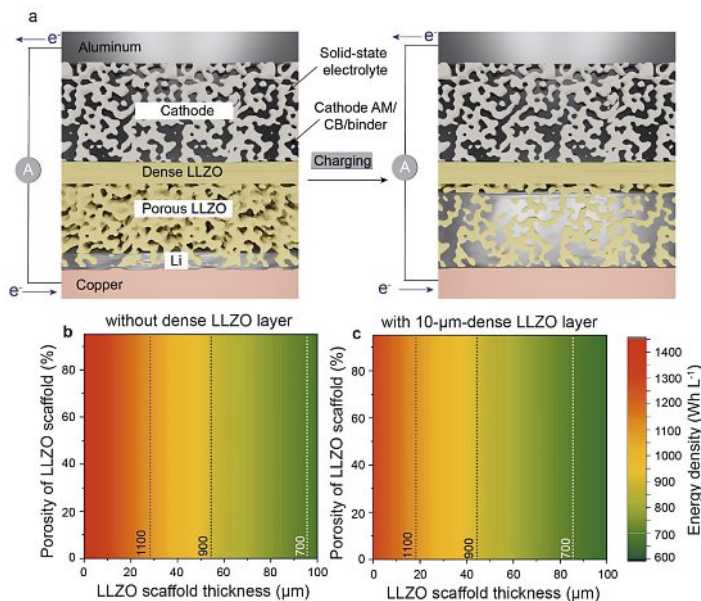 a
e⁻
Aluminum
Cathode
A
Dense LLZO
Porous LLZO
Li
Copper
e⁻
Solid-state
electrolyte
Cathode AM/
CB/binder
Charging
e⁻
A
e⁻
b
without dense LLZO layer
Porosity of LLZO scaffold (%)
80
60
40
20
0
1100
900
700
0 20 40 60 80 100
LLZO scaffold thickness (μm)
c
with 10-μm-dense LLZO layer
Porosity of LLZO scaffold (%)
80
60
40
20
0
1100
900
700
0 20 40 60 80 100
LLZO scaffold thickness (μm)
1400
1300
1200
1100
1000
900
800
700
600
Energy density (Wh L⁻¹)